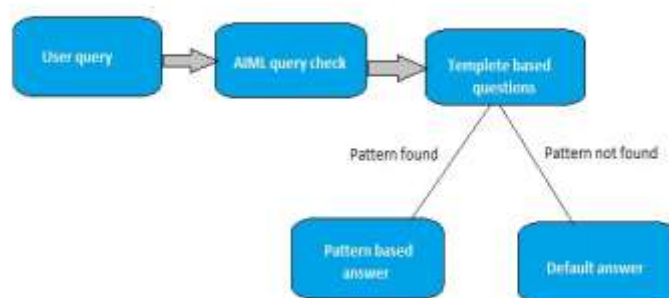 User query
AIML query check
Templete based
questions
Pattern found
Pattern not found
Pattern based
answer
Default answer